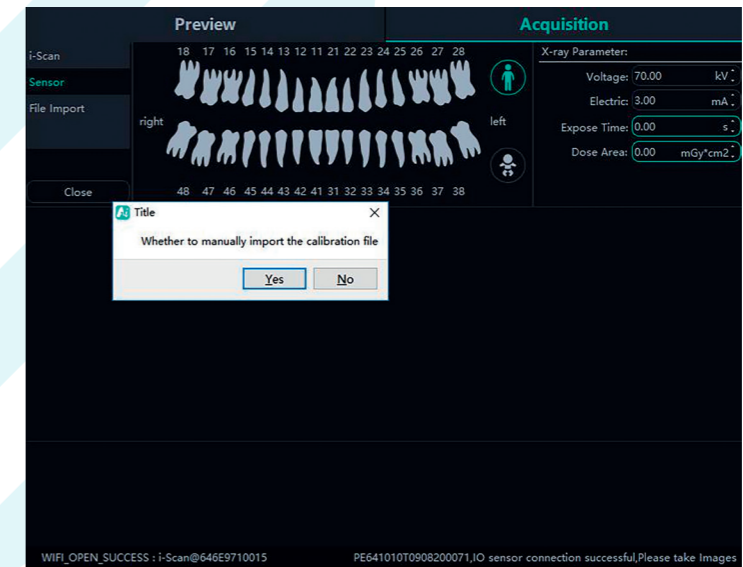 Preview
Acquisition
i-Scan
Sensor
File Import
Close
18 17 16 15 14 13 12 11 21 22 23 24 25 26 27 28
right
left
48 47 46 45 44 43 42 41 31 32 33 34 35 36 37 38
X-ray Parameter:
Voltage: 70.00 kV
Electric: 3.00 mA
Expose Time: 0.00 s
Dose Area: 0.00 mGy*cm2
Title
Whether to manually import the calibration file
Yes No
WIFI_OPEN_SUCCESS : i-Scan@646E9710015
PE641010T0908200071,IO sensor connection successful,Please take Images